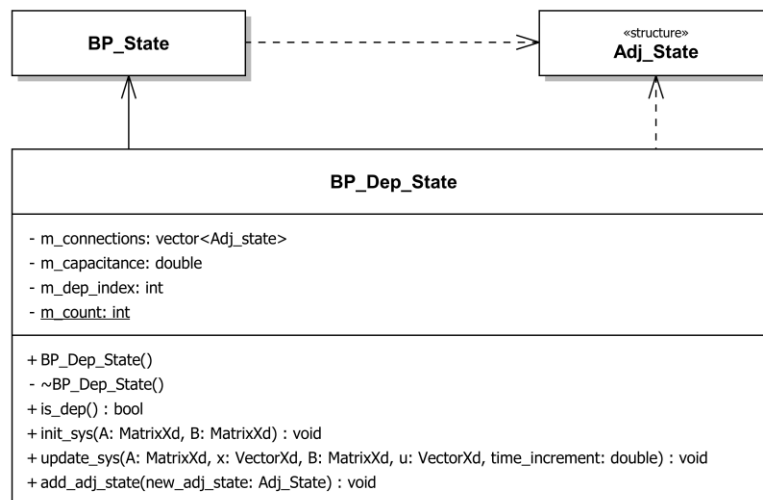 BP_State
«structure»
Adj_State
BP_Dep_State
- m_connections: vector<Adj_state>
- m_capacitance: double
- m_dep_index: int
- m_count: int
+ BP_Dep_State()
- ~BP_Dep_State()
+ is_dep() : bool
+ init_sys(A: MatrixXd, B: MatrixXd) : void
+ update_sys(A: MatrixXd, x: VectorXd, B: MatrixXd, u: VectorXd, time_increment: double) : void
+ add_adj_state(new_adj_state: Adj_State) : void